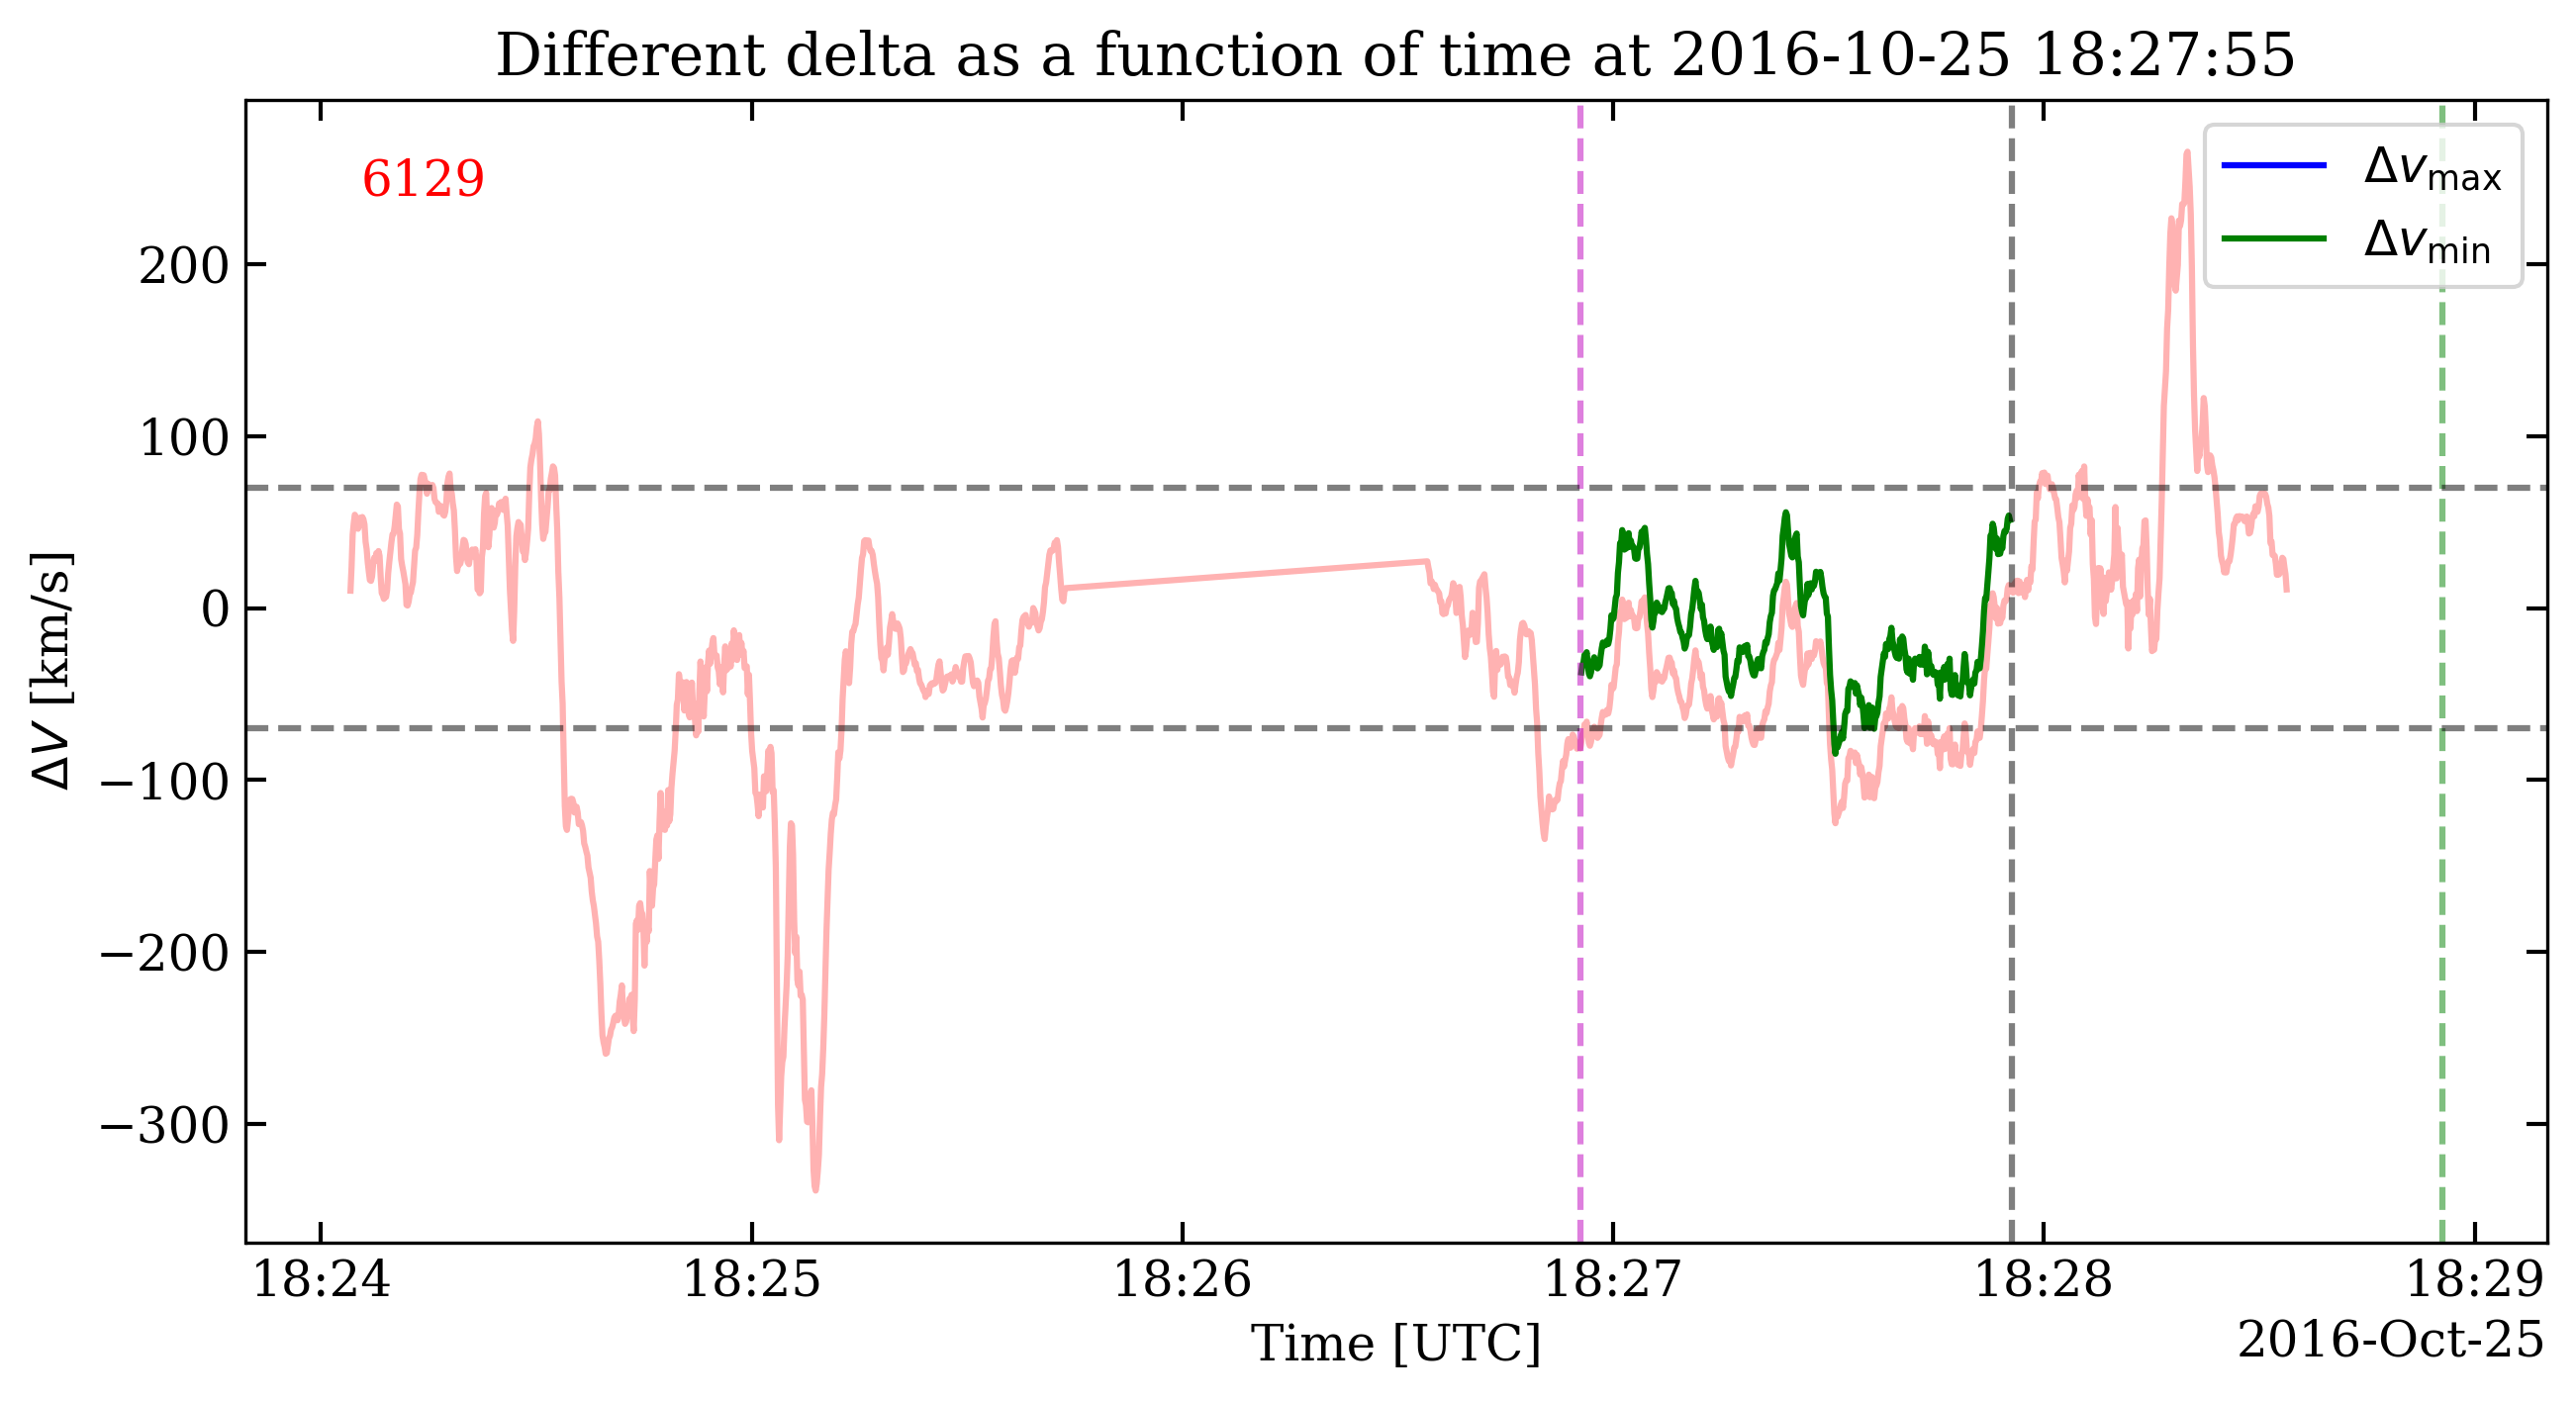 Different delta as a function of time at 2016-10-25 18:27:55
6129
Δv_max
Δv_min
200
100
0
−100
−200
−300
ΔV [km/s]
18:24 18:25 18:26 18:27 18:28 18:29
Time [UTC]
2016-Oct-25